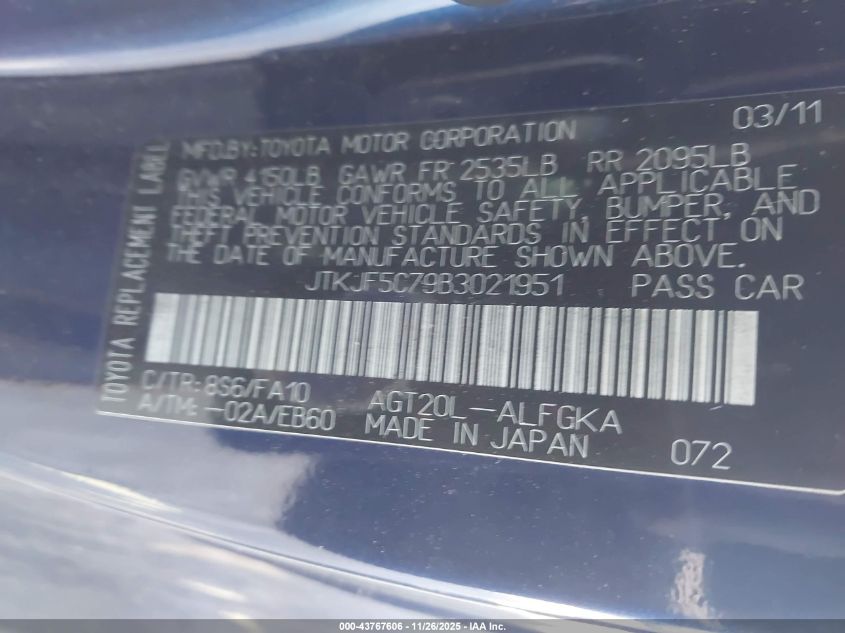 03/11
MFD.BY:TOYOTA MOTOR CORPORATION
GVWR 4150LB GAWR FR 2535LB RR 2095LB
THIS VEHICLE CONFORMS TO ALL APPLICABLE
FEDERAL MOTOR VEHICLE SAFETY, BUMPER, AND
THEFT PREVENTION STANDARDS IN EFFECT ON
THE DATE OF MANUFACTURE SHOWN ABOVE.
JTKJF5C79B3021951 PASS CAR
C/TR:8S6/FA10
A/TM:-02A/EB60
AGT20L-ALFGKA
MADE IN JAPAN
072
TOYOTA REPLACEMENT LABEL
000-43767606 - 11/26/2025 - WWW.IAAI.COM